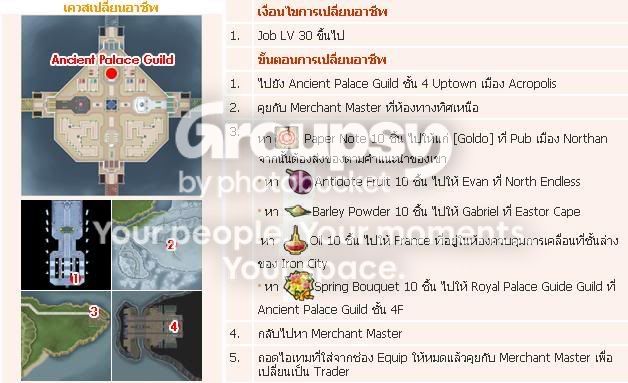 เควสเปลี่ยนอาชีพ
Ancient Palace Guild
1
2
3
4
เงื่อนไขการเปลี่ยนอาชีพ
1. Job LV 30 ขึ้นไป
ขั้นตอนการเปลี่ยนอาชีพ
1. ไปยัง Ancient Palace Guild ชั้น 4 Uptown เมือง Acropolis
2. คุยกับ Merchant Master ที่ห้องทางทิศเหนือ
3. หา Paper Note 10 ชิ้น ไปให้แก่ [Goldo] ที่ Pub เมือง Northan
จากนั้นต้องส่งของตามคำแนะนำของเขา
• หา Antidote Fruit 10 ชิ้น ไปให้ Evan ที่ North Endless
• หา Barley Powder 10 ชิ้น ไปให้ Gabriel ที่ Eastor Cape
• หา Oil 10 ชิ้น ไปให้ France ที่อยู่ในห้องควบคุมการเคลื่อนที่ชั้นล่าง
ของ Iron City
• หา Spring Bouquet 10 ชิ้น ไปให้ Royal Palace Guide Guild ที่
Ancient Palace Guild ชั้น 4F
4. กลับไปหา Merchant Master
5. ถอดไอเทมที่ใส่จากช่อง Equip ให้หมดแล้วคุยกับ Merchant Master เพื่อ
เปลี่ยนเป็น Trader
Groupsy
by photobucket
Your people. Your moments.
Your space.